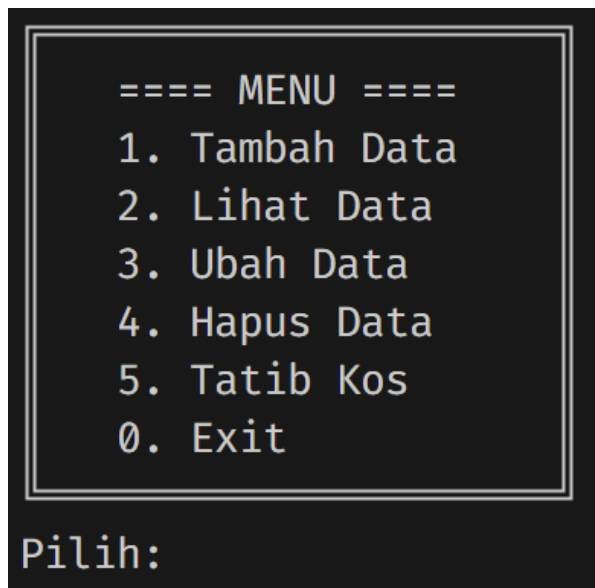 ==== MENU ====
1. Tambah Data
2. Lihat Data
3. Ubah Data
4. Hapus Data
5. Tatib Kos
0. Exit
Pilih: